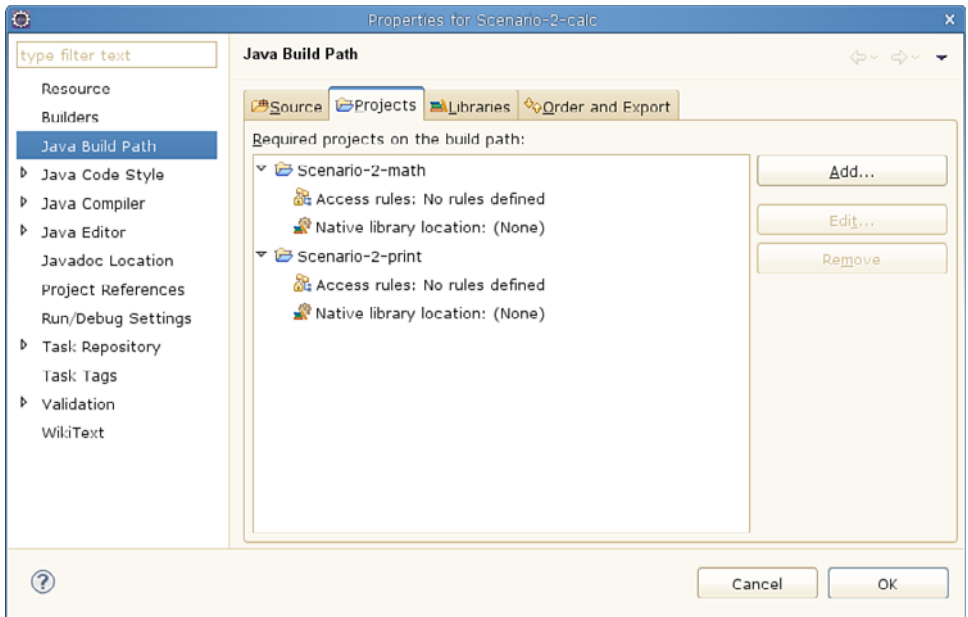 Properties for Scenario-2-calc
type filter text
Resource
Builders
Java Build Path
Java Code Style
Java Compiler
Java Editor
Javadoc Location
Project References
Run/Debug Settings
Task Repository
Task Tags
Validation
WikiText
Java Build Path
Source Projects Libraries Order and Export
Required projects on the build path:
Scenario-2-math
Access rules: No rules defined
Native library location: (None)
Scenario-2-print
Access rules: No rules defined
Native library location: (None)
Add...
Edit...
Remove
Cancel OK